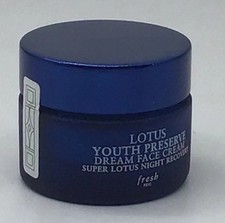 LOTUS
YOUTH PRESERVE
DREAM FACE CREAM
SUPER LOTUS NIGHT RECOVERY
fresh